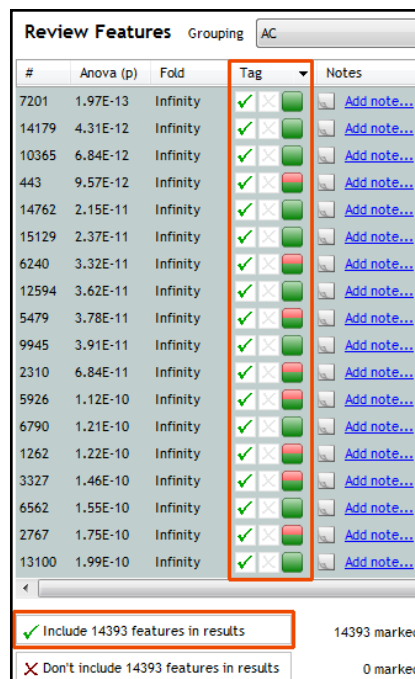 Review Features Grouping AC
# Anova (p) Fold Tag Notes
7201 1.97E-13 Infinity Add note...
14179 4.31E-12 Infinity Add note...
10365 6.84E-12 Infinity Add note...
443 9.57E-12 Infinity Add note...
14762 2.15E-11 Infinity Add note...
15129 2.37E-11 Infinity Add note...
6240 3.32E-11 Infinity Add note...
12594 3.62E-11 Infinity Add note...
5479 3.78E-11 Infinity Add note...
9945 3.91E-11 Infinity Add note...
2310 6.84E-11 Infinity Add note...
5926 1.12E-10 Infinity Add note...
6790 1.21E-10 Infinity Add note...
1262 1.22E-10 Infinity Add note...
3327 1.46E-10 Infinity Add note...
6562 1.55E-10 Infinity Add note...
2767 1.75E-10 Infinity Add note...
13100 1.99E-10 Infinity Add note...
Include 14393 features in results 14393 marked
Don't include 14393 features in results 0 marked